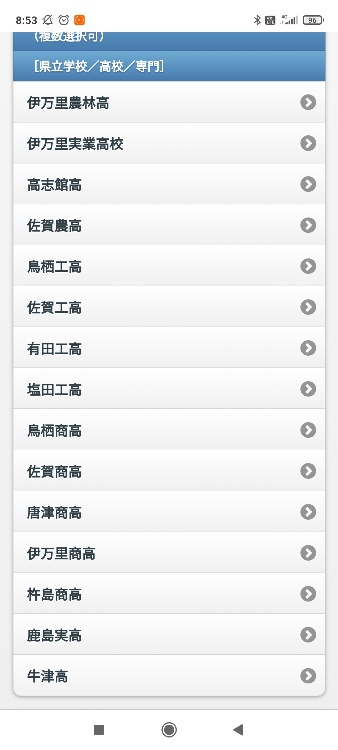 8:53
96
（複数選択可）
［県立学校／高校／専門］
伊万里農林高
伊万里実業高校
高志館高
佐賀農高
鳥栖工高
佐賀工高
有田工高
塩田工高
鳥栖商高
佐賀商高
唐津商高
伊万里商高
杵島商高
鹿島実高
牛津高